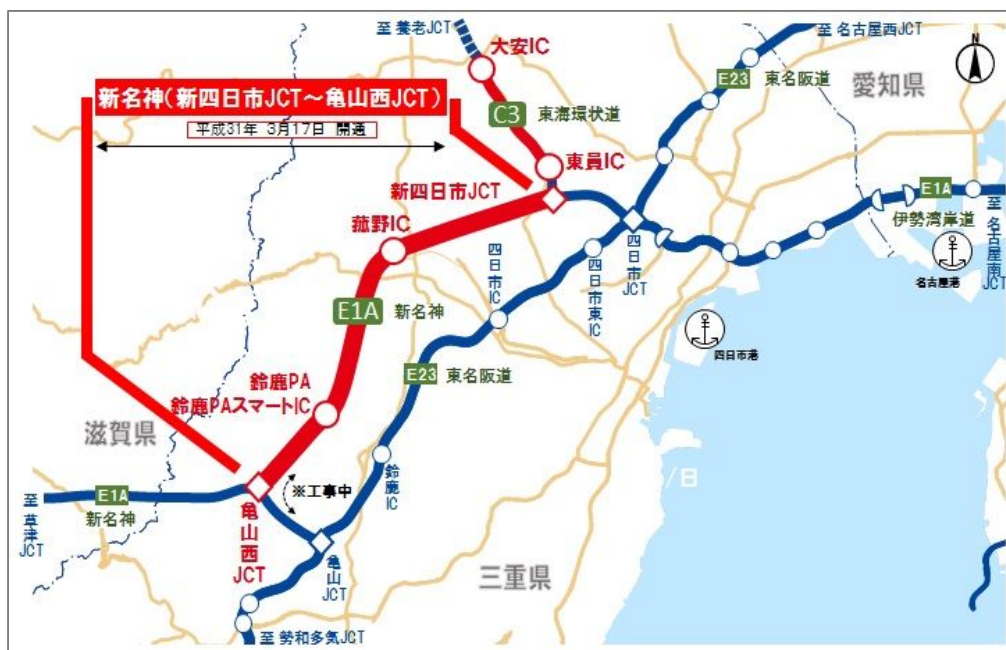 至 養老JCT
大安IC
C3
東海環状道
東員IC
至 名古屋西JCT
E23
東名阪道
愛知県
N
新名神(新四日市JCT～亀山西JCT)
平成31年 3月17日 開通
新四日市JCT
菰野IC
E1A
新名神
四日市IC
四日市東IC
四日市JCT
E1A
伊勢湾岸道
至 名古屋南JCT
名古屋港
四日市港
E23
東名阪道
鈴鹿PA
鈴鹿PAスマートIC
滋賀県
E1A
新名神
至 草津JCT
亀山西JCT
※工事中
亀山JCT
鈴鹿IC
/日
三重県
至 勢和多気JCT